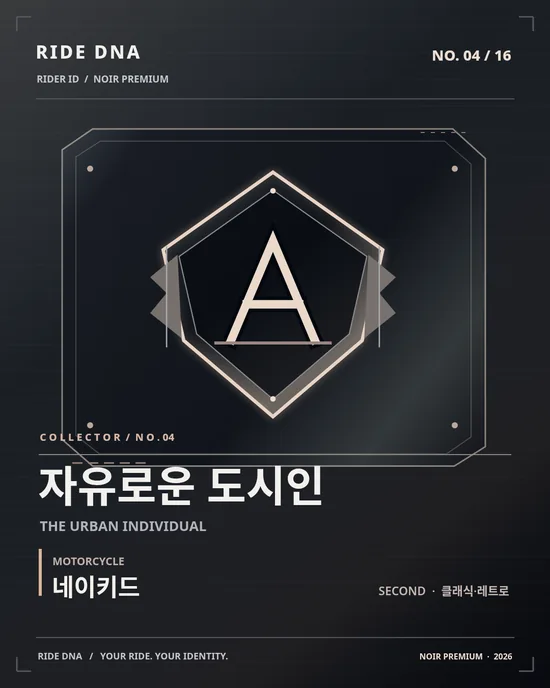 RIDE DNA
NO. 04 / 16
RIDER ID / NOIR PREMIUM
A
COLLECTOR / NO.04
자유로운 도시인
THE URBAN INDIVIDUAL
MOTORCYCLE
네이키드
SECOND · 클래식·레트로
RIDE DNA / YOUR RIDE. YOUR IDENTITY.
NOIR PREMIUM · 2026